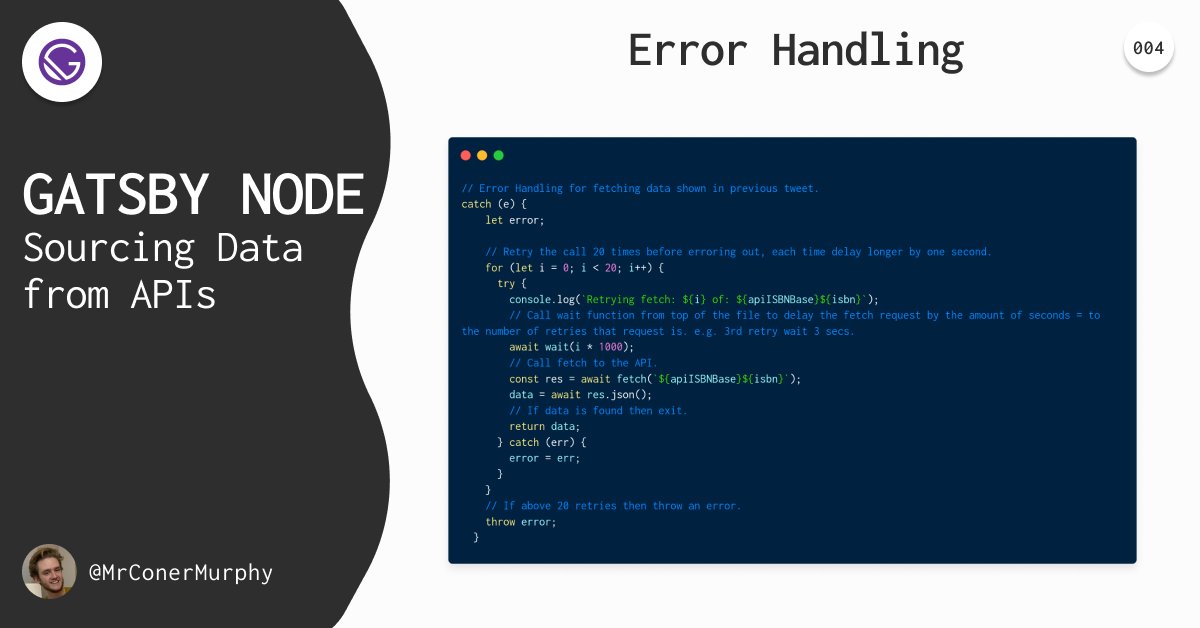 GATSBY NODE
Sourcing Data
from APIs
@MrConerMurphy
Error Handling
004
// Error Handling for fetching data shown in previous tweet.
catch (e) {
    let error;

    // Retry the call 20 times before erroring out, each time delay longer by one second.
    for (let i = 0; i < 20; i++) {
      try {
        console.log(`Retrying fetch: ${i} of: ${apiISBNBase}${isbn}`);
        // Call wait function from top of the file to delay the fetch request by the amount of seconds = to
the number of retries that request is. e.g. 3rd retry wait 3 secs.
        await wait(i * 1000);
        // Call fetch to the API.
        const res = await fetch(`${apiISBNBase}${isbn}`);
        data = await res.json();
        // If data is found then exit.
        return data;
      } catch (err) {
        error = err;
      }
    }
    // If above 20 retries then throw an error.
    throw error;
  }